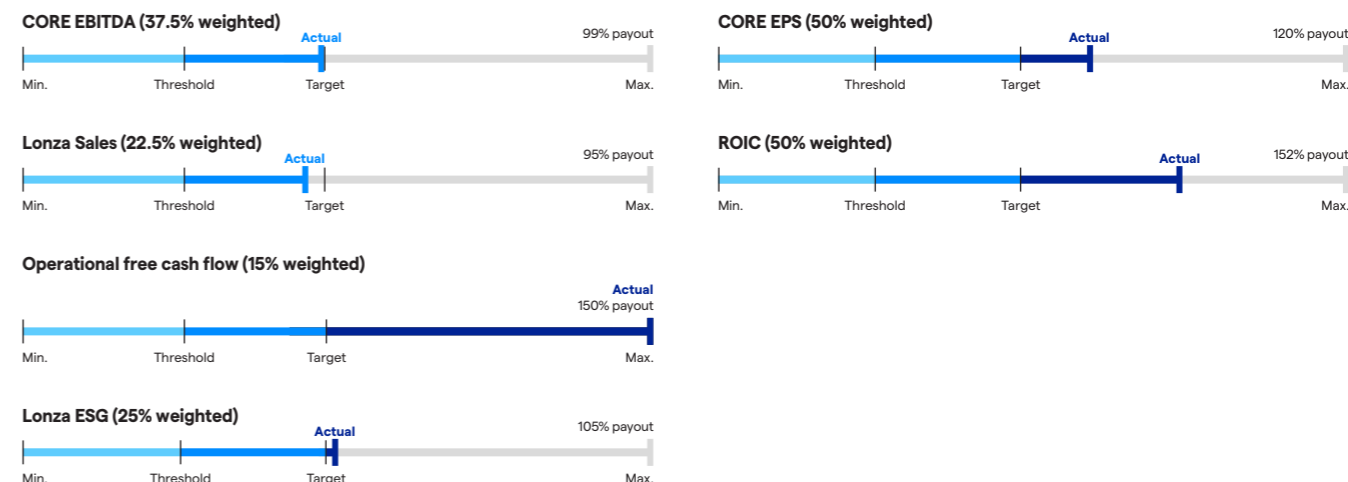 CORE EBITDA (37.5% weighted)
Actual
99% payout
Min.
Threshold
Target
Max.
Lonza Sales (22.5% weighted)
Actual
95% payout
Min.
Threshold
Target
Max.
Operational free cash flow (15% weighted)
Actual
150% payout
Min.
Threshold
Target
Max.
Lonza ESG (25% weighted)
Actual
105% payout
Min.
Threshold
Target
Max.
CORE EPS (50% weighted)
Actual
120% payout
Min.
Threshold
Target
Max.
ROIC (50% weighted)
Actual
152% payout
Min.
Threshold
Target
Max.